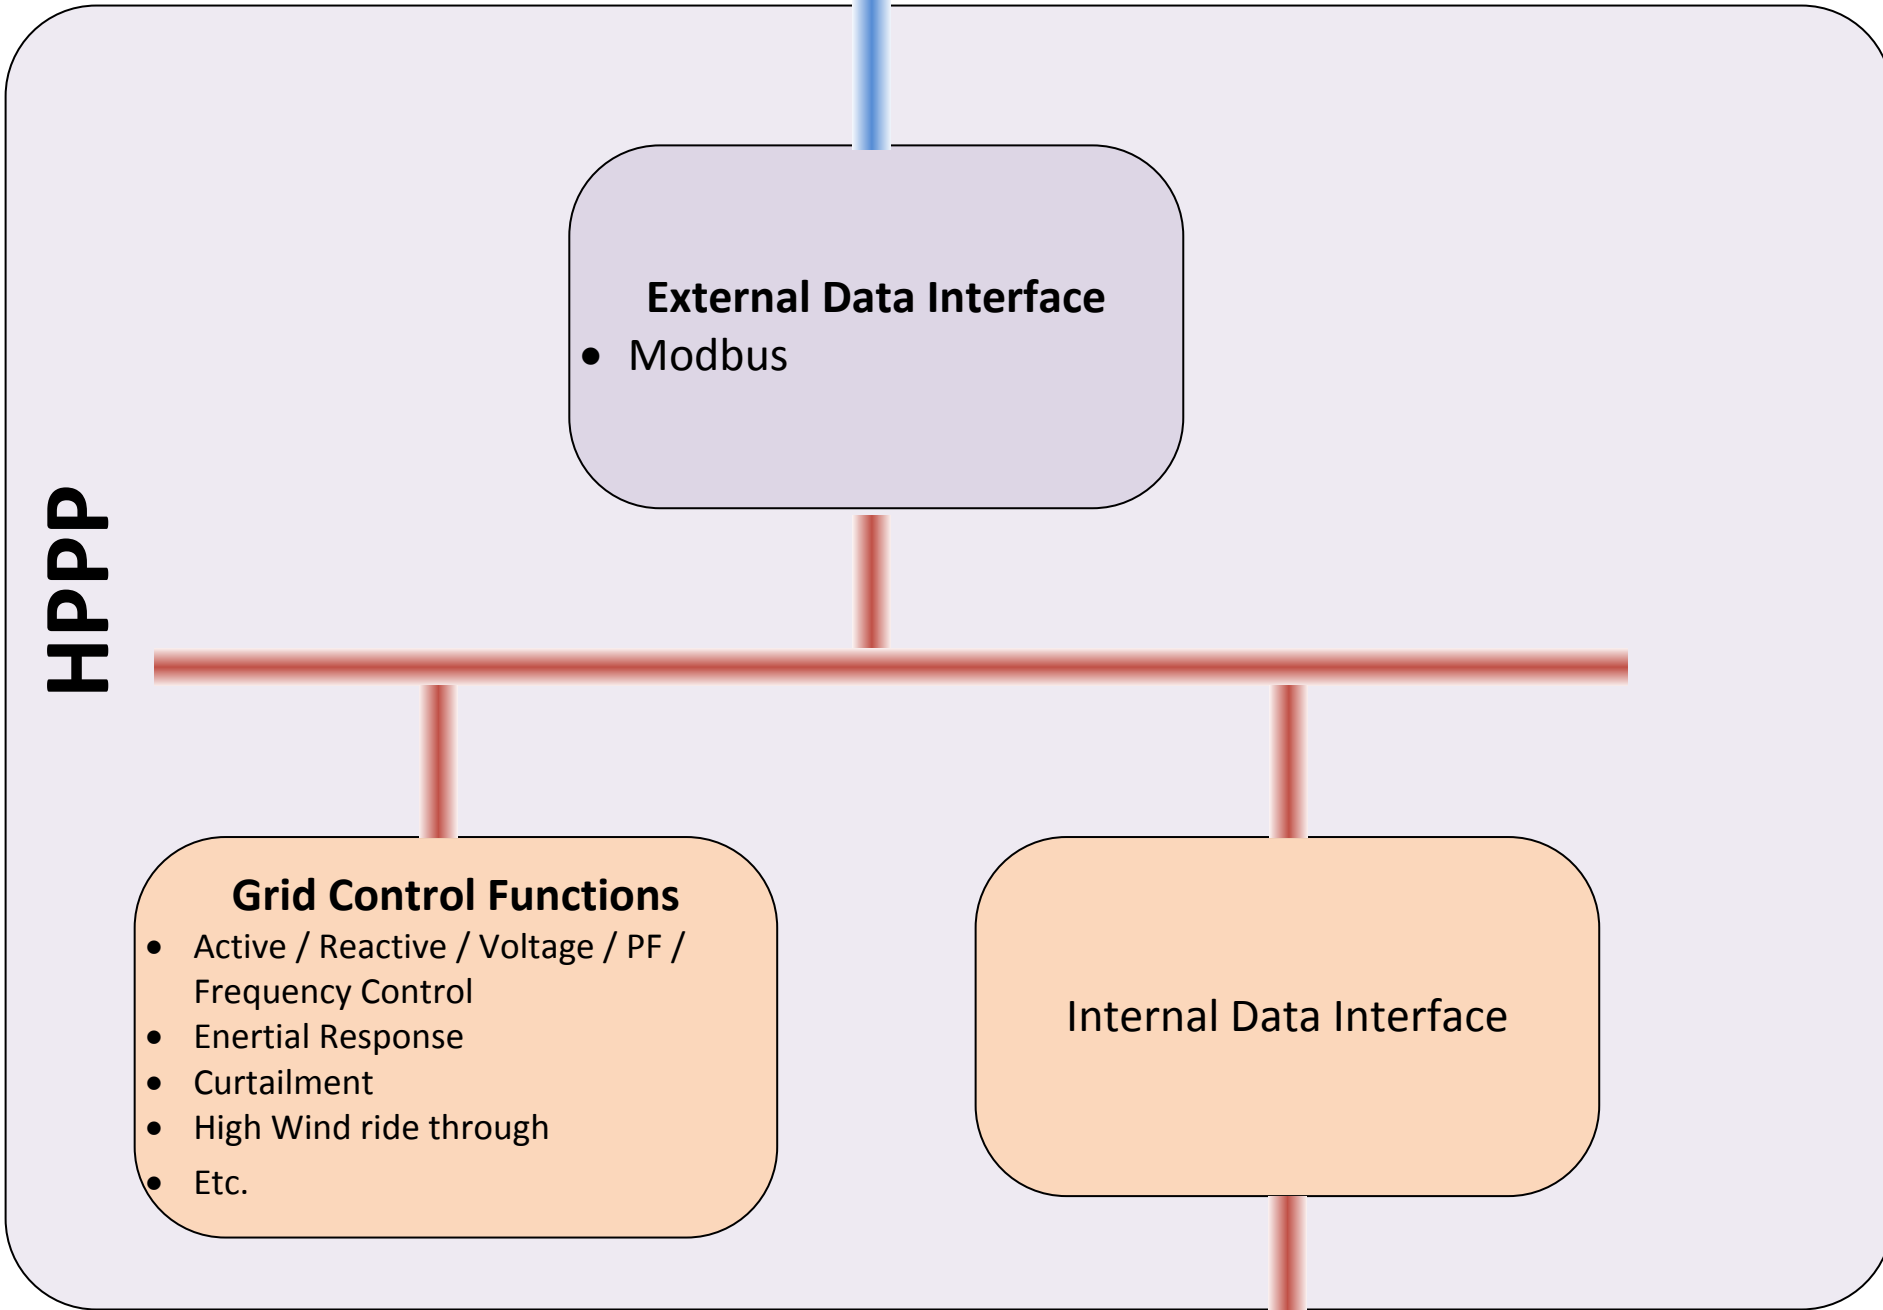 External Data Interface
• Modbus
HPPP
Grid Control Functions
• Active / Reactive / Voltage / PF /
Frequency Control
• Enertial Response
• Curtailment
• High Wind ride through
• Etc.
Internal Data Interface